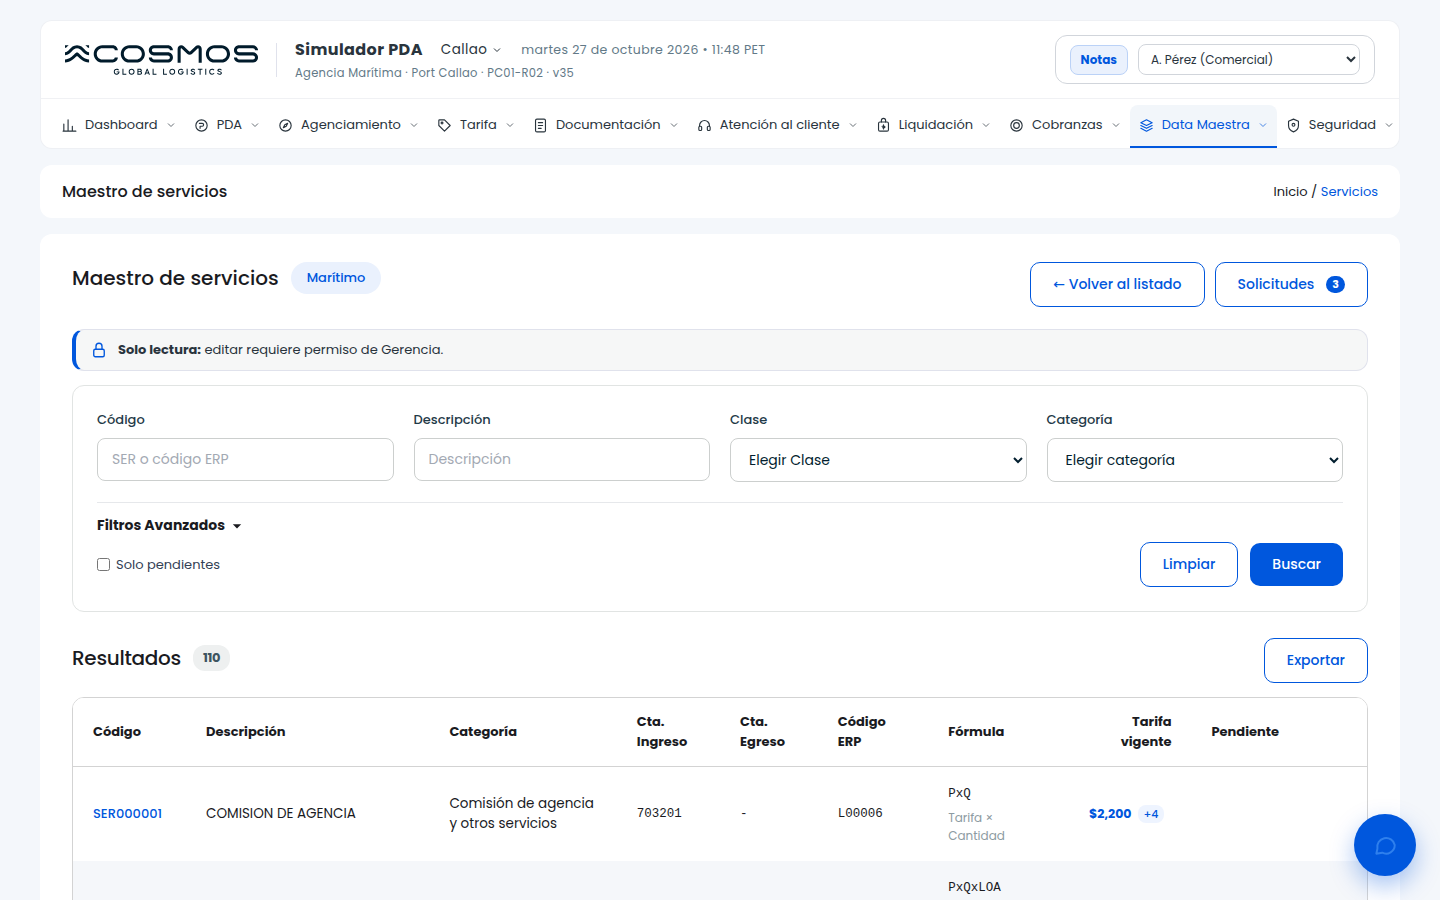 COSMOS
GLOBAL LOGISTICS
Simulador PDA Callao martes 27 de octubre 2026 • 11:48 PET
Agencia Marítima · Port Callao · PC01-R02 · v35
Notas A. Pérez (Comercial)
Dashboard PDA Agenciamiento Tarifa Documentación Atención al cliente Liquidación Cobranzas Data Maestra Seguridad
Maestro de servicios Inicio / Servicios
Maestro de servicios Marítimo ← Volver al listado Solicitudes 3
Solo lectura: editar requiere permiso de Gerencia.
Código Descripción Clase Categoría
SER o código ERP Descripción Elegir Clase Elegir categoría
Filtros Avanzados
Solo pendientes Limpiar Buscar
Resultados 110 Exportar
Código Descripción Categoría Cta. Ingreso Cta. Egreso Código ERP Fórmula Tarifa vigente Pendiente
SER000001 COMISION DE AGENCIA Comisión de agencia y otros servicios 703201 - L00006 PxQ Tarifa × Cantidad $2,200 +4
PxQxLOA